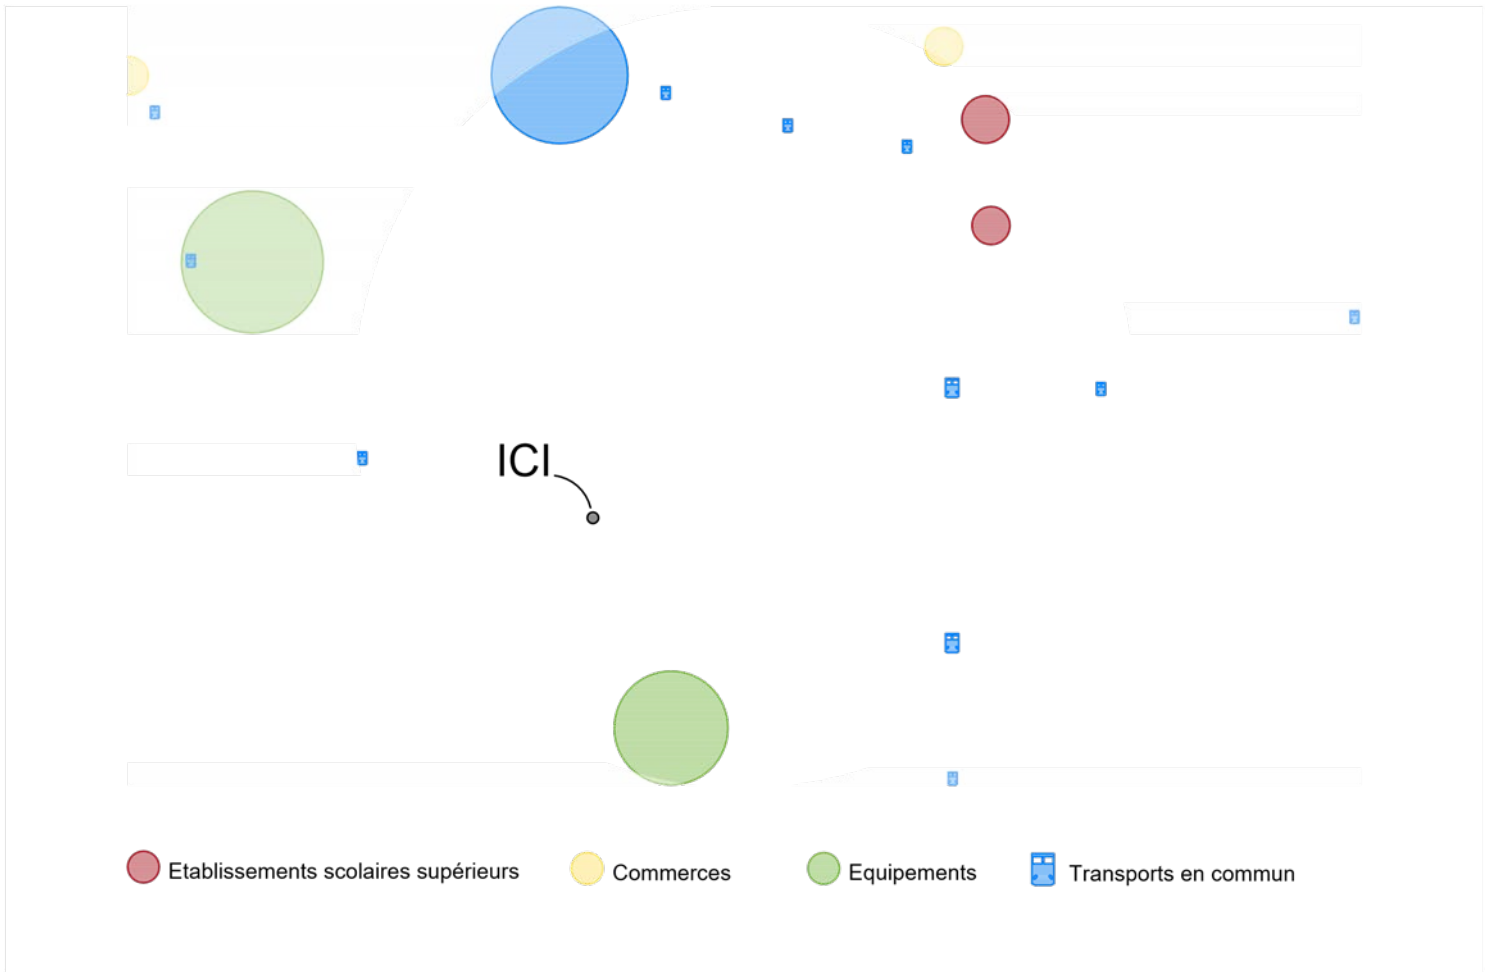 ICI
Etablissements scolaires supérieurs
Commerces
Equipements
Transports en commun